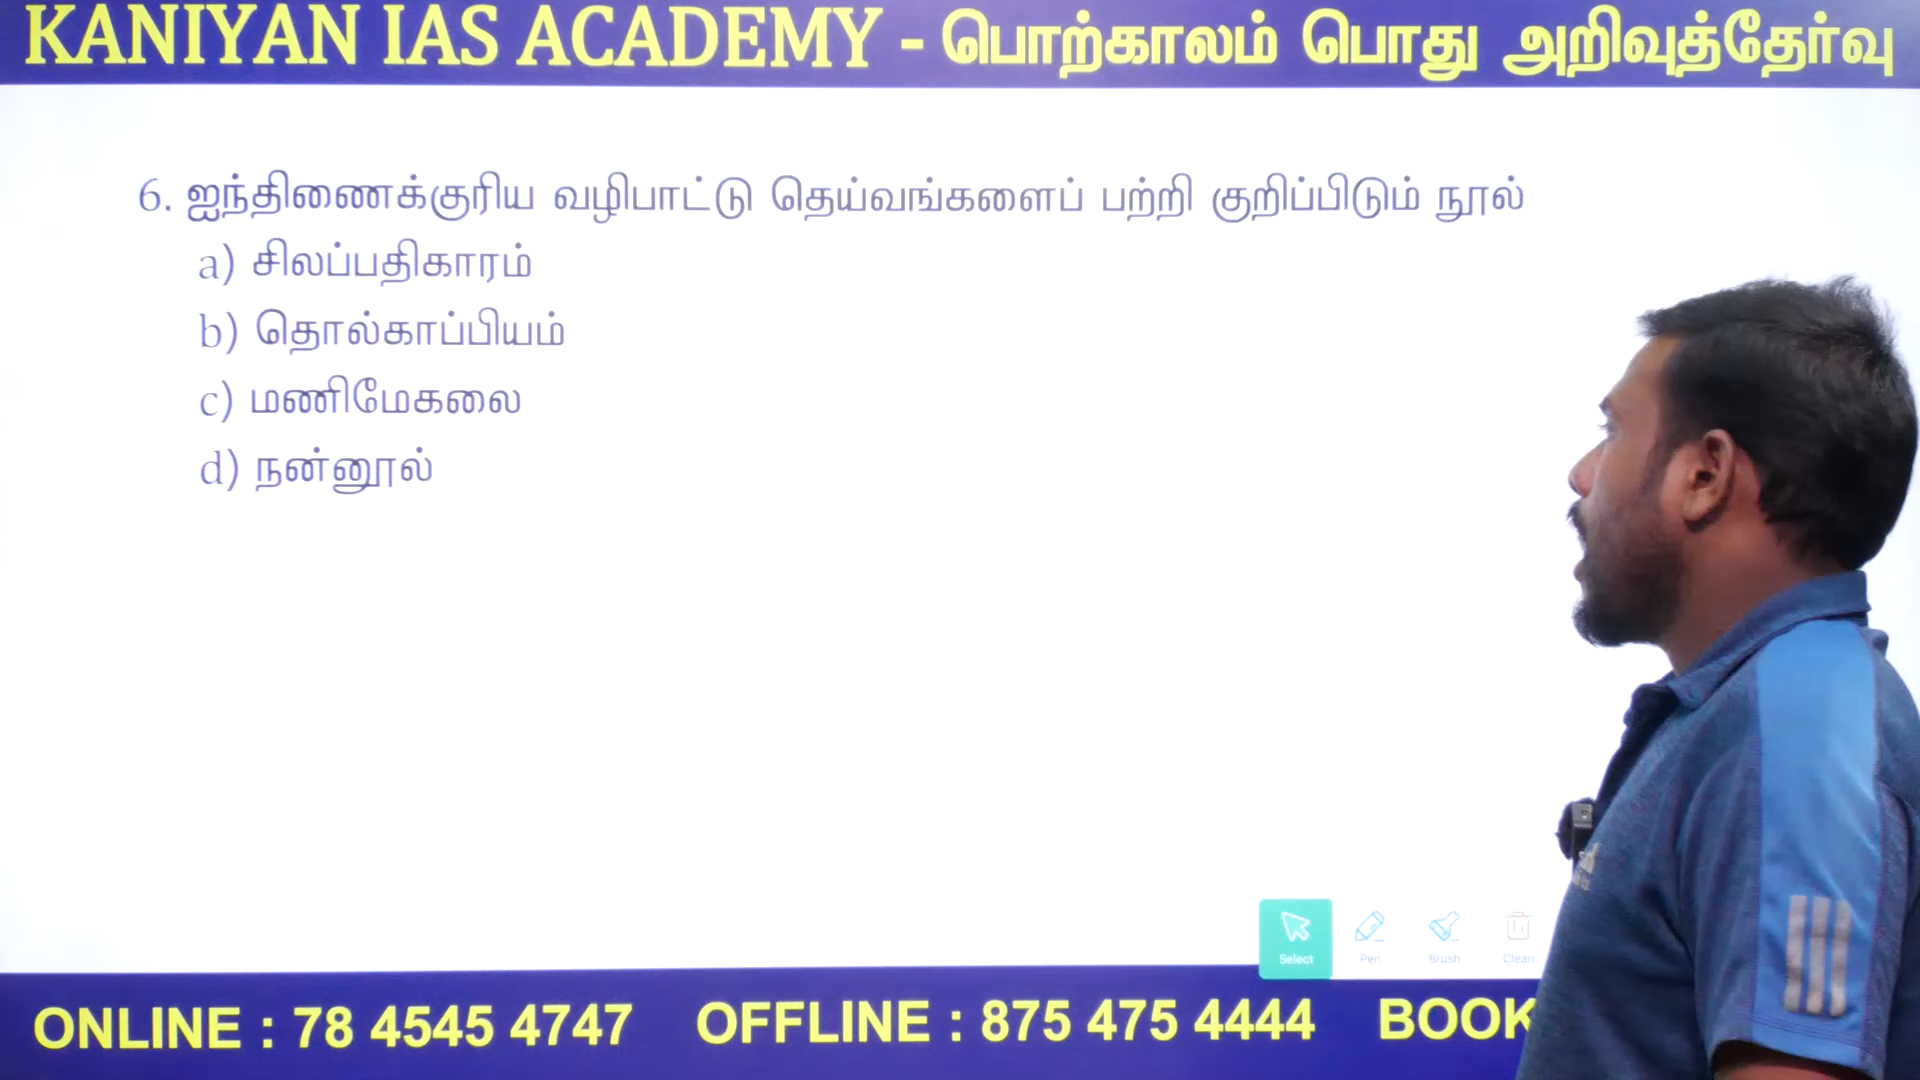 KANIYAN IAS ACADEMY - பொற்காலம் பொது அறிவுத்தேர்வு
6. ஐந்திணைக்குரிய வழிபாட்டு தெய்வங்களைப் பற்றி குறிப்பிடும் நூல்
a) சிலப்பதிகாரம்
b) தொல்காப்பியம்
c) மணிமேகலை
d) நன்னூல்
Select Pen Brush Clean
ONLINE : 78 4545 4747 OFFLINE : 875 475 4444 BOOK